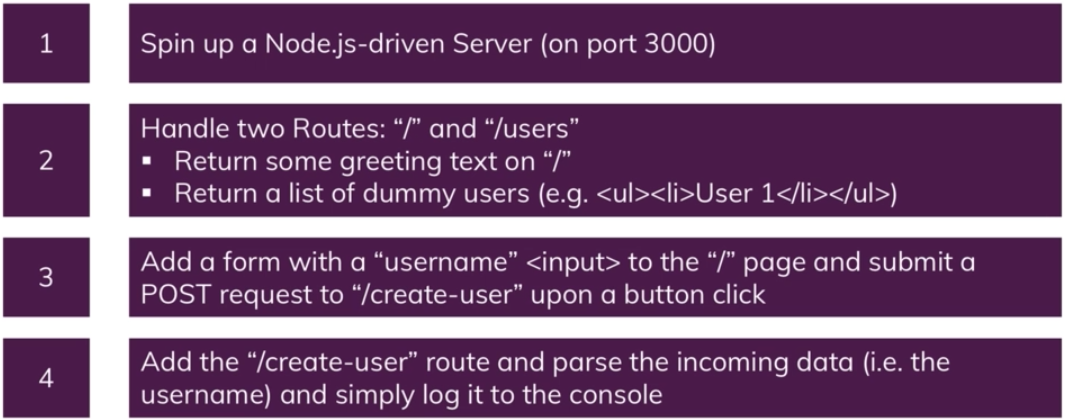 1
Spin up a Node.js-driven Server (on port 3000)
2
Handle two Routes: “/” and “/users”
▪ Return some greeting text on “/”
▪ Return a list of dummy users (e.g. <ul><li>User 1</li></ul>)
3
Add a form with a “username” <input> to the “/” page and submit a
POST request to “/create-user” upon a button click
4
Add the “/create-user” route and parse the incoming data (i.e. the
username) and simply log it to the console